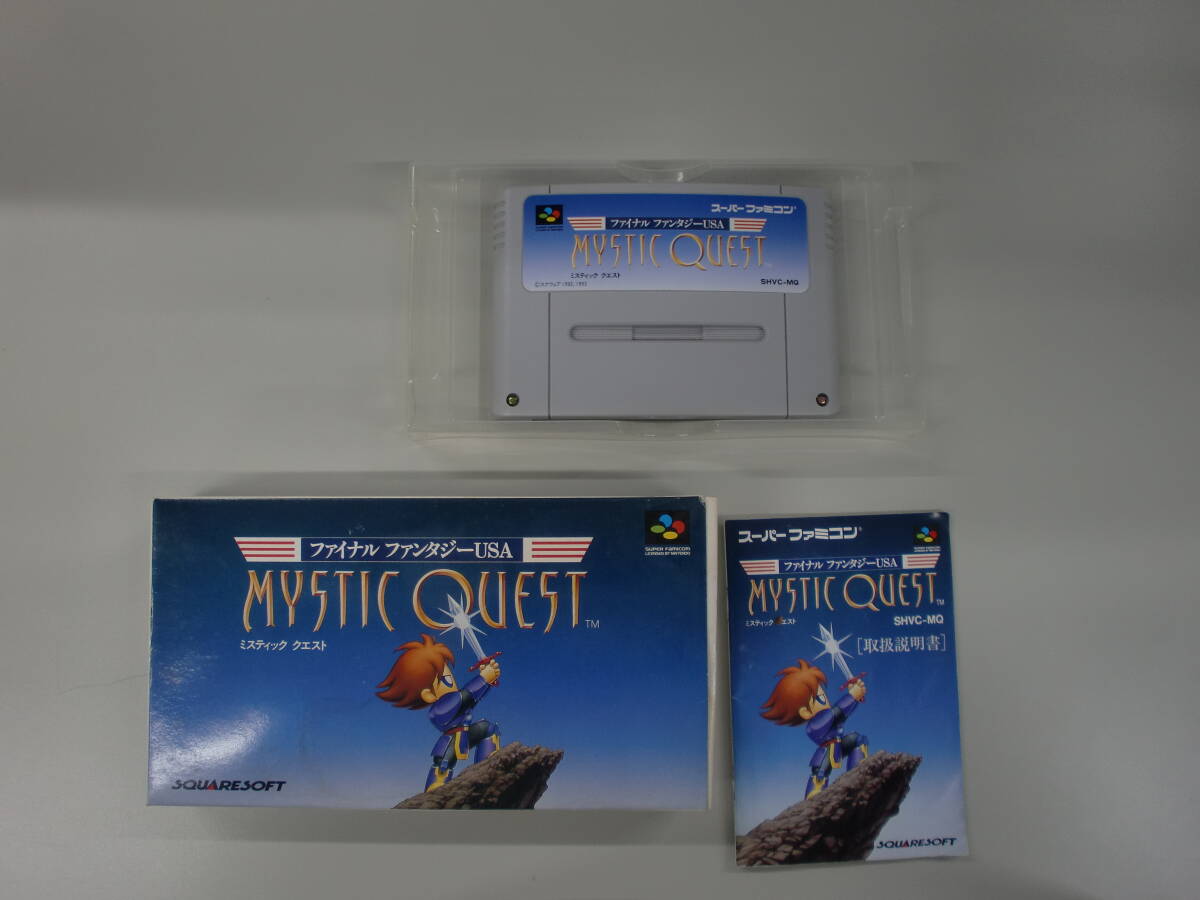 スーパーファミコン
ファイナル ファンタジーUSA
MYSTIC QUEST
ミスティック クエスト
SHVC-MQ
ファイナル ファンタジーUSA
MYSTIC QUEST™
ミスティック クエスト
SUPER FAMICOM
LICENSED BY NINTENDO
SQUARESOFT
スーパーファミコン
ファイナル ファンタジーUSA
MYSTIC QUEST™
SHVC-MQ
ミスティック クエスト
[取扱説明書]
SQUARESOFT